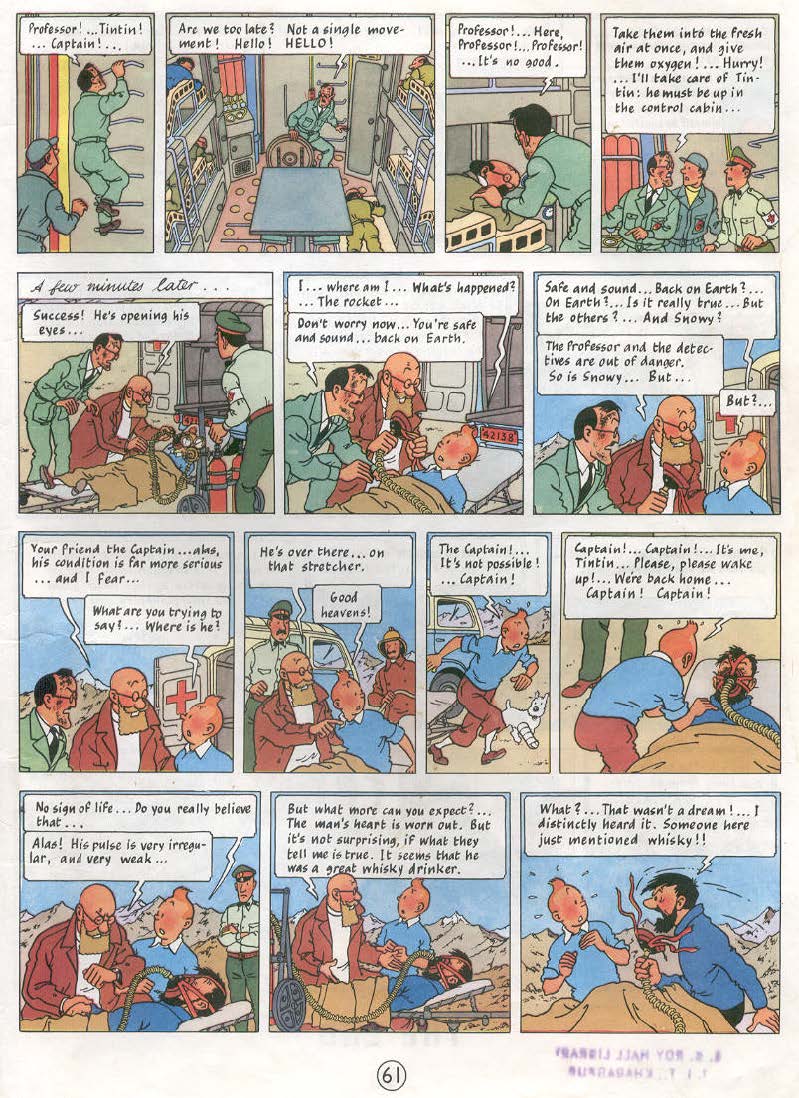 Professor! ...Tintin!
... Captain!...
Are we too late? Not a single move-
ment! Hello! HELLO!
Professor!... Here,
Professor!...Professor!
... It's no good.
Take them into the fresh
air at once, and give
them oxygen!... Hurry!
... I'll take care of Tin-
tin: he must be up in
the control cabin...
A few minutes later...
Success! He's opening his
eyes...
I... where am I... What's happened?
... The rocket...
Don't worry now... You're safe
and sound... back on Earth.
42138
Safe and sound... Back on Earth?...
On Earth?... Is it really true... But
the others?... And Snowy?
The Professor and the detec-
tives are out of danger.
So is Snowy... But...
But?...
Your friend the Captain ...alas,
his condition is far more serious
... and I fear...
What are you trying to
say?... Where is he?
He's over there... on
that stretcher.
Good
heavens!
The Captain!...
It's not possible!
... Captain!
Captain!... Captain!... It's me,
Tintin... Please, please wake
up!... We're back home...
Captain! Captain!
No sign of life... Do you really believe
that...
Alas! His pulse is very irregu-
lar, and very weak...
But what more can you expect?...
The man's heart is worn out. But
it's not surprising, if what they
tell me is true. It seems that he
was a great whisky drinker.
What?... That wasn't a dream!... I
distinctly heard it. Someone here
just mentioned whisky!!
61
ROY HALL LIBRARY